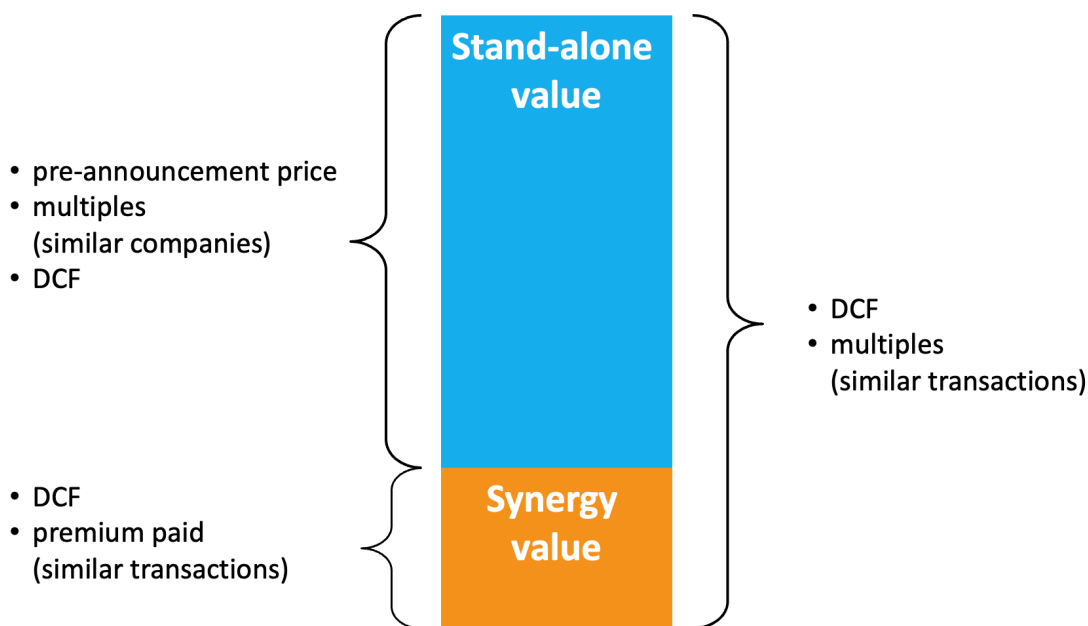 Stand-alone
value
• pre-announcement price
• multiples
(similar companies)
• DCF
• DCF
• multiples
(similar transactions)
• DCF
• premium paid
(similar transactions)
Synergy
value